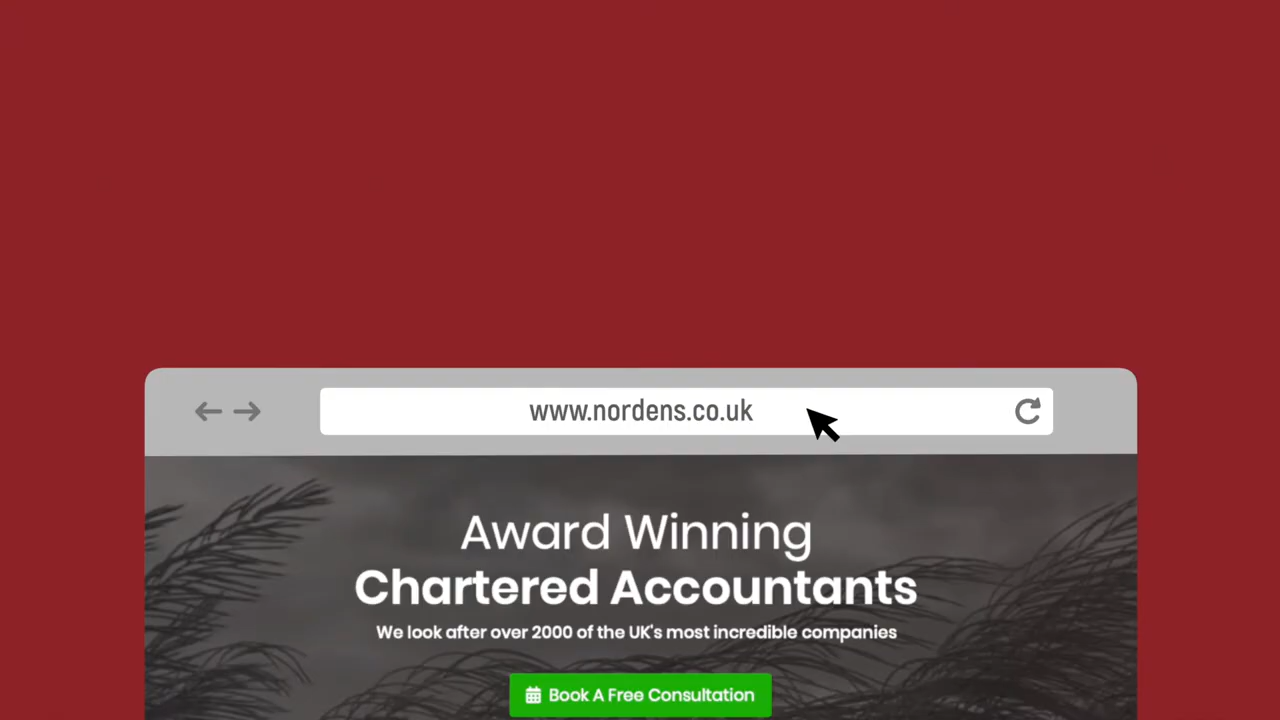 www.nordens.co.uk
Award Winning
Chartered Accountants
We look after over 2000 of the UK's most incredible companies
Book A Free Consultation